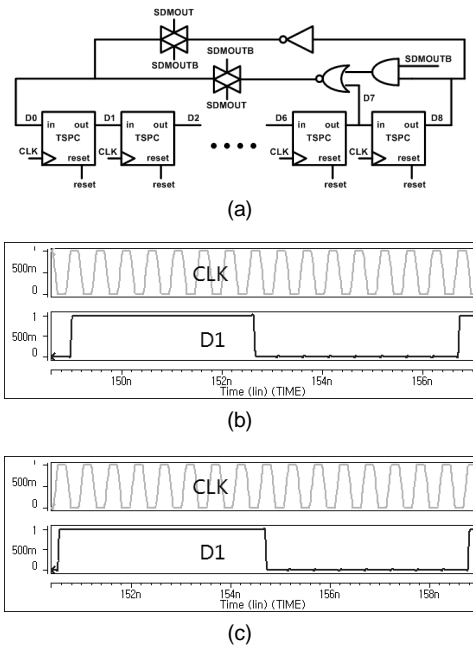 SDMOUT
SDMOUTB
SDMOUTB
SDMOUT
D7
D0 in out D1 in out D2 D6 in out in out D8
TSPC TSPC TSPC TSPC
CLK reset CLK reset CLK reset CLK reset
reset reset reset reset
(a)
1
500m
0
CLK
1
500m
0
D1
150n 152n 154n 156n
Time (lin) (TIME)
(b)
1
500m
0
CLK
1
500m
0
D1
152n 154n 156n 158n
Time (lin) (TIME)
(c)